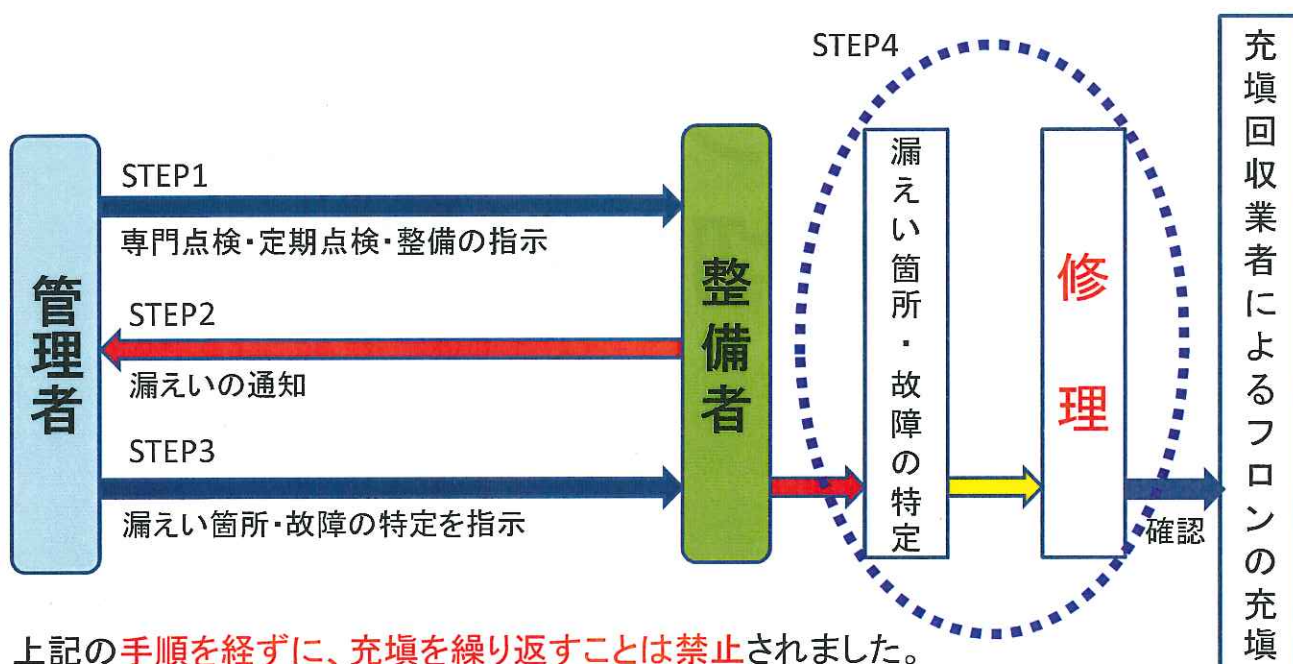 管理者
STEP1
専門点検・定期点検・整備の指示
STEP2
漏えいの通知
STEP3
漏えい箇所・故障の特定を指示
整備者
STEP4
漏えい箇所・故障の特定
修理
確認
充塡回収業者によるフロンの充塡
上記の手順を経ずに、充塡を繰り返すことは禁止されました。